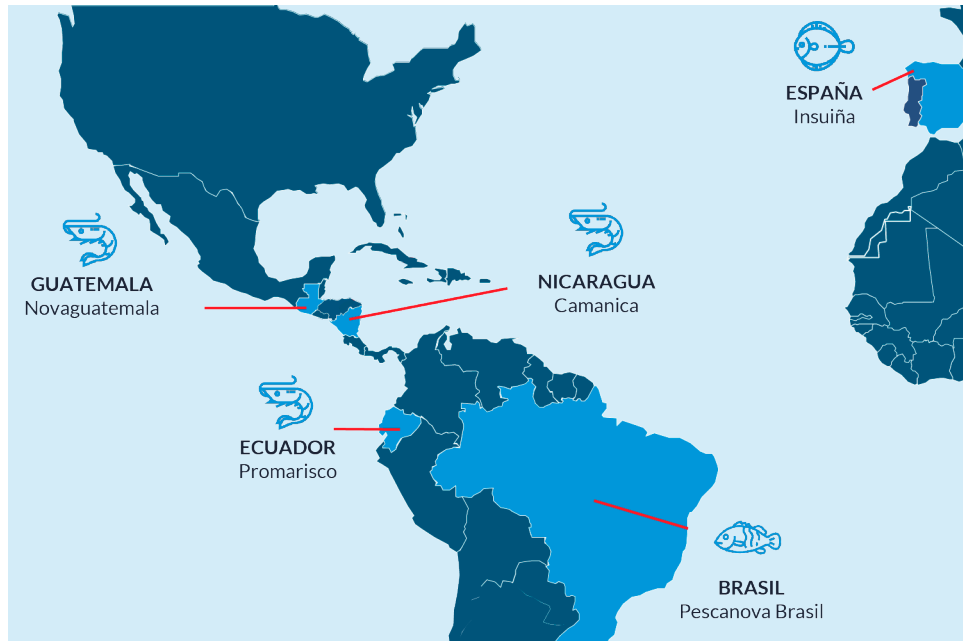 ESPAÑA
Insuiña
GUATEMALA
Novaguatemala
NICARAGUA
Camanica
ECUADOR
Promarisco
BRASIL
Pescanova Brasil